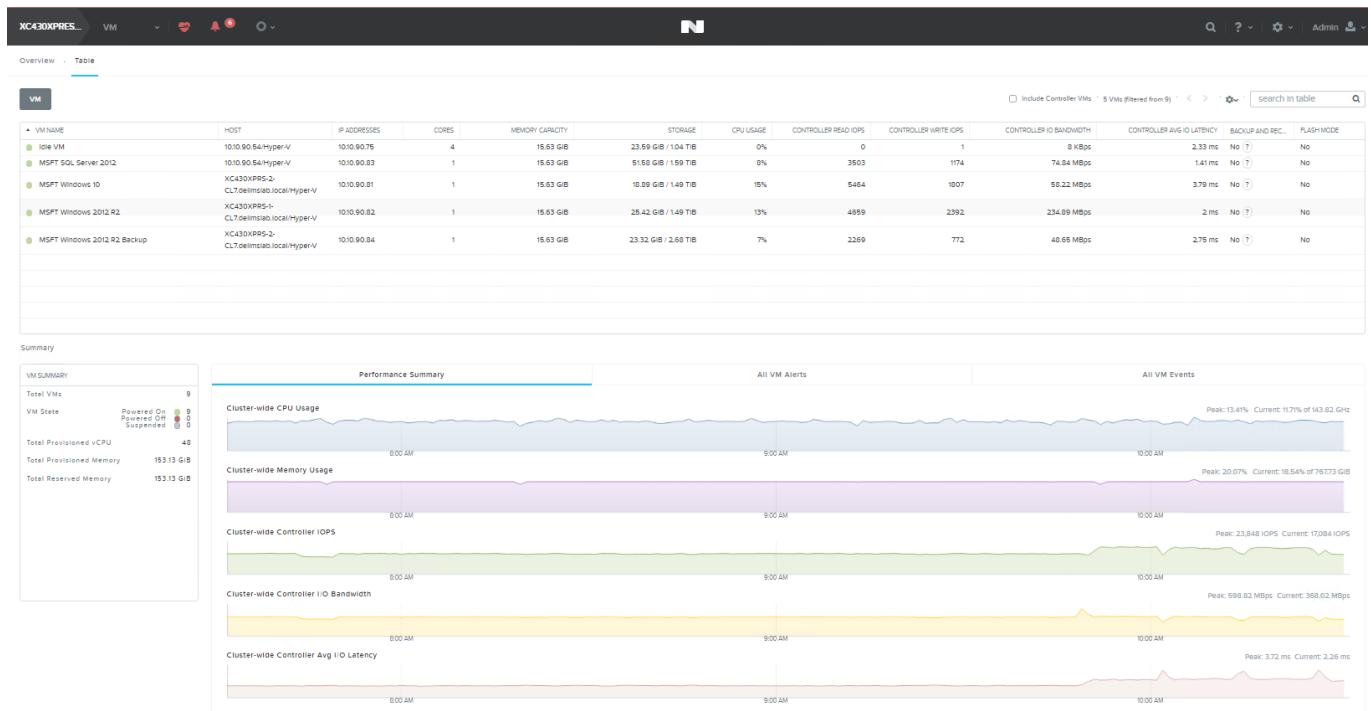 XC430XPRES... VM 6 ? Admin
Overview · Table
VM Include Controller VMs · 5 VMs (filtered from 9) · < > · search in table
VM NAME HOST IP ADDRESSES CORES MEMORY CAPACITY STORAGE CPU USAGE CONTROLLER READ IOPS CONTROLLER WRITE IOPS CONTROLLER IO BANDWIDTH CONTROLLER AVG IO LATENCY BACKUP AND REC... FLASH MODE
Idle VM 10.10.90.54/Hyper-V 10.10.90.75 4 15.63 GiB 23.59 GiB / 1.04 TiB 0% 0 1 8 KBps 2.33 ms No ? No
MSFT SQL Server 2012 10.10.90.54/Hyper-V 10.10.90.83 1 15.63 GiB 51.58 GiB / 1.59 TiB 8% 3503 1174 74.84 MBps 1.41 ms No ? No
MSFT Windows 10 XC430XPRS-2-CL7.delimslab.local/Hyper-V 10.10.90.81 1 15.63 GiB 18.89 GiB / 1.49 TiB 15% 5464 1807 58.22 MBps 3.79 ms No ? No
MSFT Windows 2012 R2 XC430XPRS-1-CL7.delimslab.local/Hyper-V 10.10.90.82 1 15.63 GiB 25.42 GiB / 1.49 TiB 13% 4659 2392 234.89 MBps 2 ms No ? No
MSFT Windows 2012 R2 Backup XC430XPRS-2-CL7.delimslab.local/Hyper-V 10.10.90.84 1 15.63 GiB 23.32 GiB / 2.68 TiB 7% 2269 772 48.65 MBps 2.75 ms No ? No
Summary
VM SUMMARY
Total VMs 9
VM State Powered On 9
Powered Off 0
Suspended 0
Total Provisioned vCPU 48
Total Provisioned Memory 153.13 GiB
Total Reserved Memory 153.13 GiB
Performance Summary All VM Alerts All VM Events
Cluster-wide CPU Usage Peak: 13.41% Current: 11.71% of 143.82 GHz
8:00 AM 9:00 AM 10:00 AM
Cluster-wide Memory Usage Peak: 20.07% Current: 18.54% of 767.73 GiB
8:00 AM 9:00 AM 10:00 AM
Cluster-wide Controller IOPS Peak: 23,848 IOPS Current: 17,084 IOPS
8:00 AM 9:00 AM 10:00 AM
Cluster-wide Controller I/O Bandwidth Peak: 698.82 MBps Current: 368.02 MBps
8:00 AM 9:00 AM 10:00 AM
Cluster-wide Controller Avg I/O Latency Peak: 3.72 ms Current: 2.26 ms
8:00 AM 9:00 AM 10:00 AM